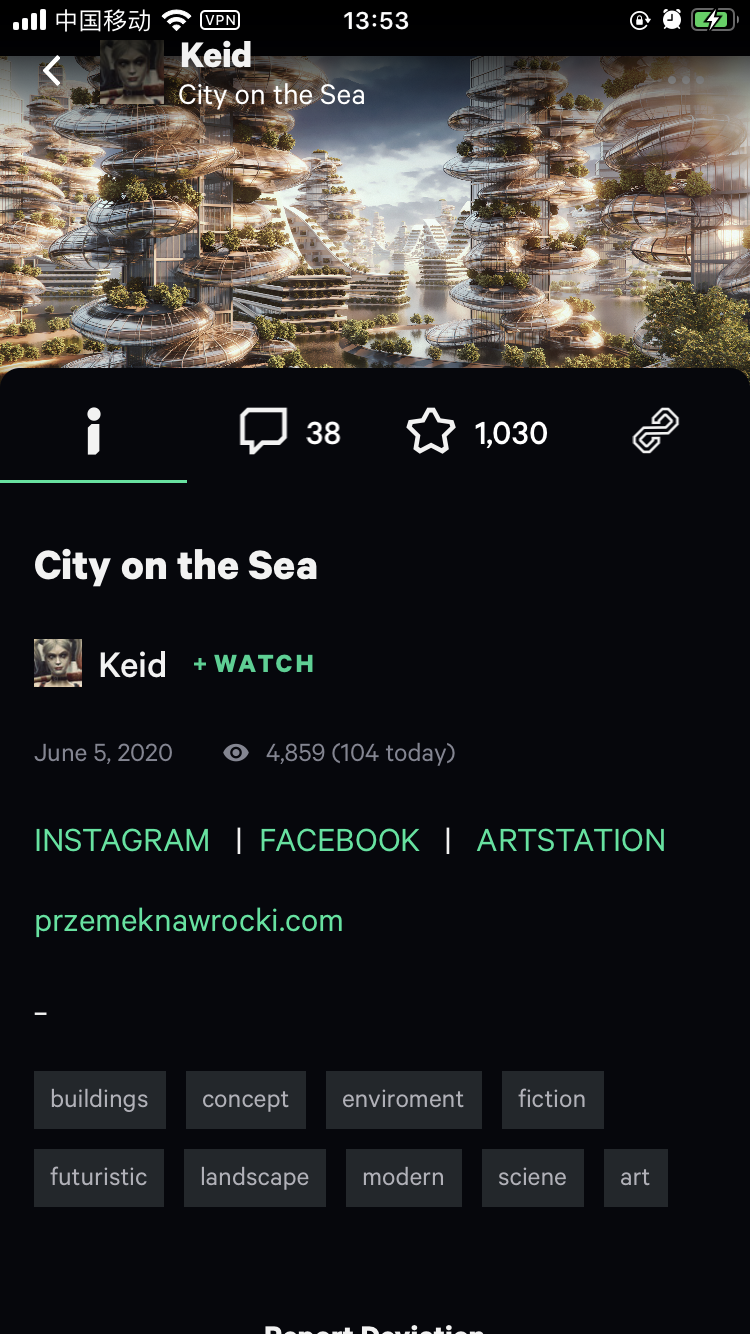 中国移动 VPN 13:53
Keid
City on the Sea
38 1,030
City on the Sea
Keid + WATCH
June 5, 2020 4,859 (104 today)
INSTAGRAM | FACEBOOK | ARTSTATION
przemeknawrocki.com
–
buildings concept enviroment fiction
futuristic landscape modern sciene art
Report Deviation